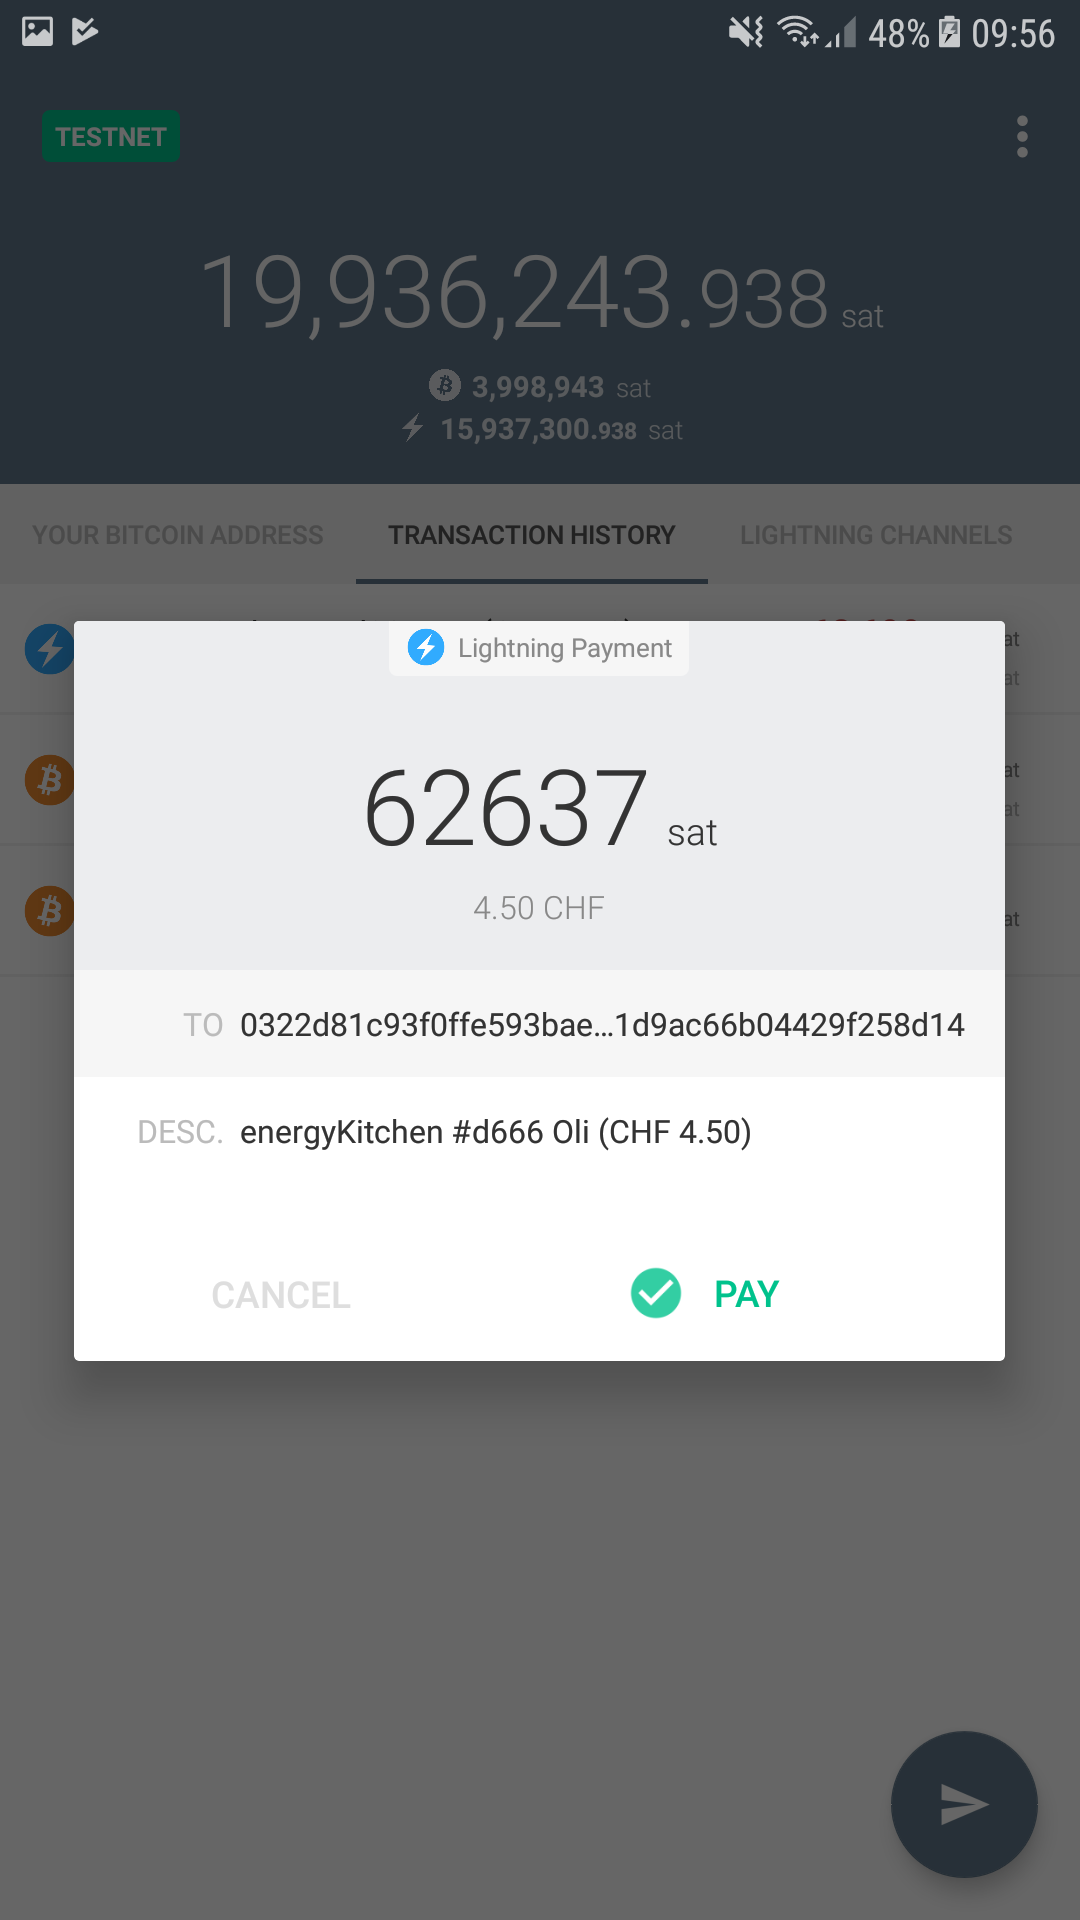 48% 09:56
TESTNET
19,936,243.938 sat
3,998,943 sat
15,937,300.938 sat
YOUR BITCOIN ADDRESS TRANSACTION HISTORY LIGHTNING CHANNELS
Lightning Payment
62637 sat
4.50 CHF
TO 0322d81c93f0ffe593bae...1d9ac66b04429f258d14
DESC. energyKitchen #d666 Oli (CHF 4.50)
CANCEL PAY